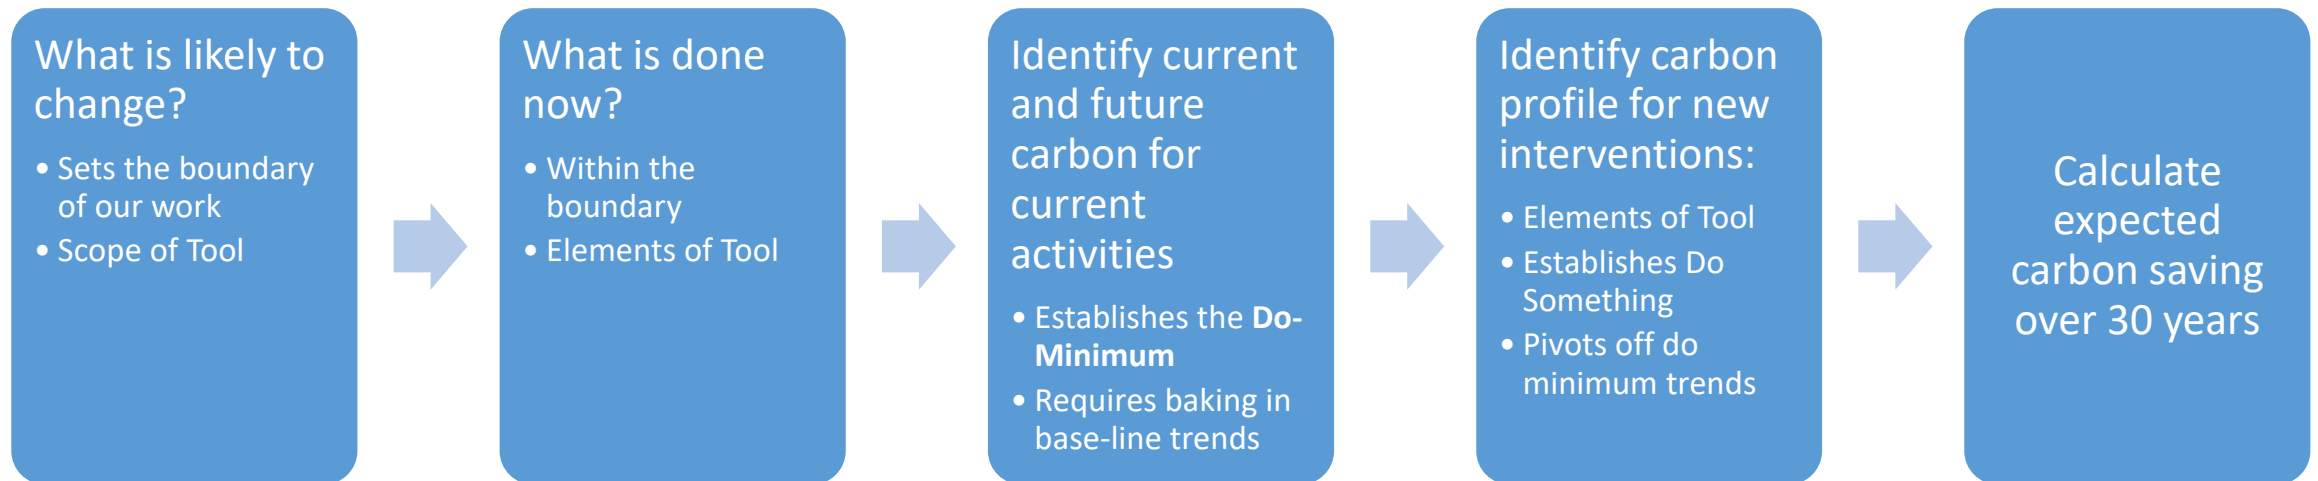 What is likely to
change?
• Sets the boundary
of our work
• Scope of Tool
What is done
now?
• Within the
boundary
• Elements of Tool
Identify current
and future
carbon for
current
activities
• Establishes the Do-
Minimum
• Requires baking in
base-line trends
Identify carbon
profile for new
interventions:
• Elements of Tool
• Establishes Do
Something
• Pivots off do
minimum trends
Calculate
expected
carbon saving
over 30 years